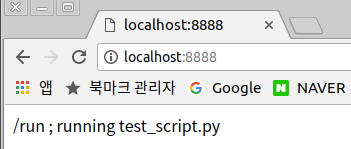 localhost:8888
localhost:8888
앱 북마크 관리자 Google NAVER
/run ; running test_script.py